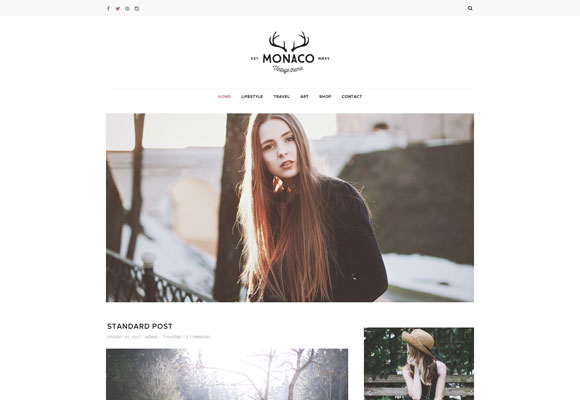 EST. MONACO MMXV
Vintage theme
HOME LIFESTYLE TRAVEL ART SHOP CONTACT
STANDARD POST
October 29, 2015 / admin / Traveling / 8 Comments